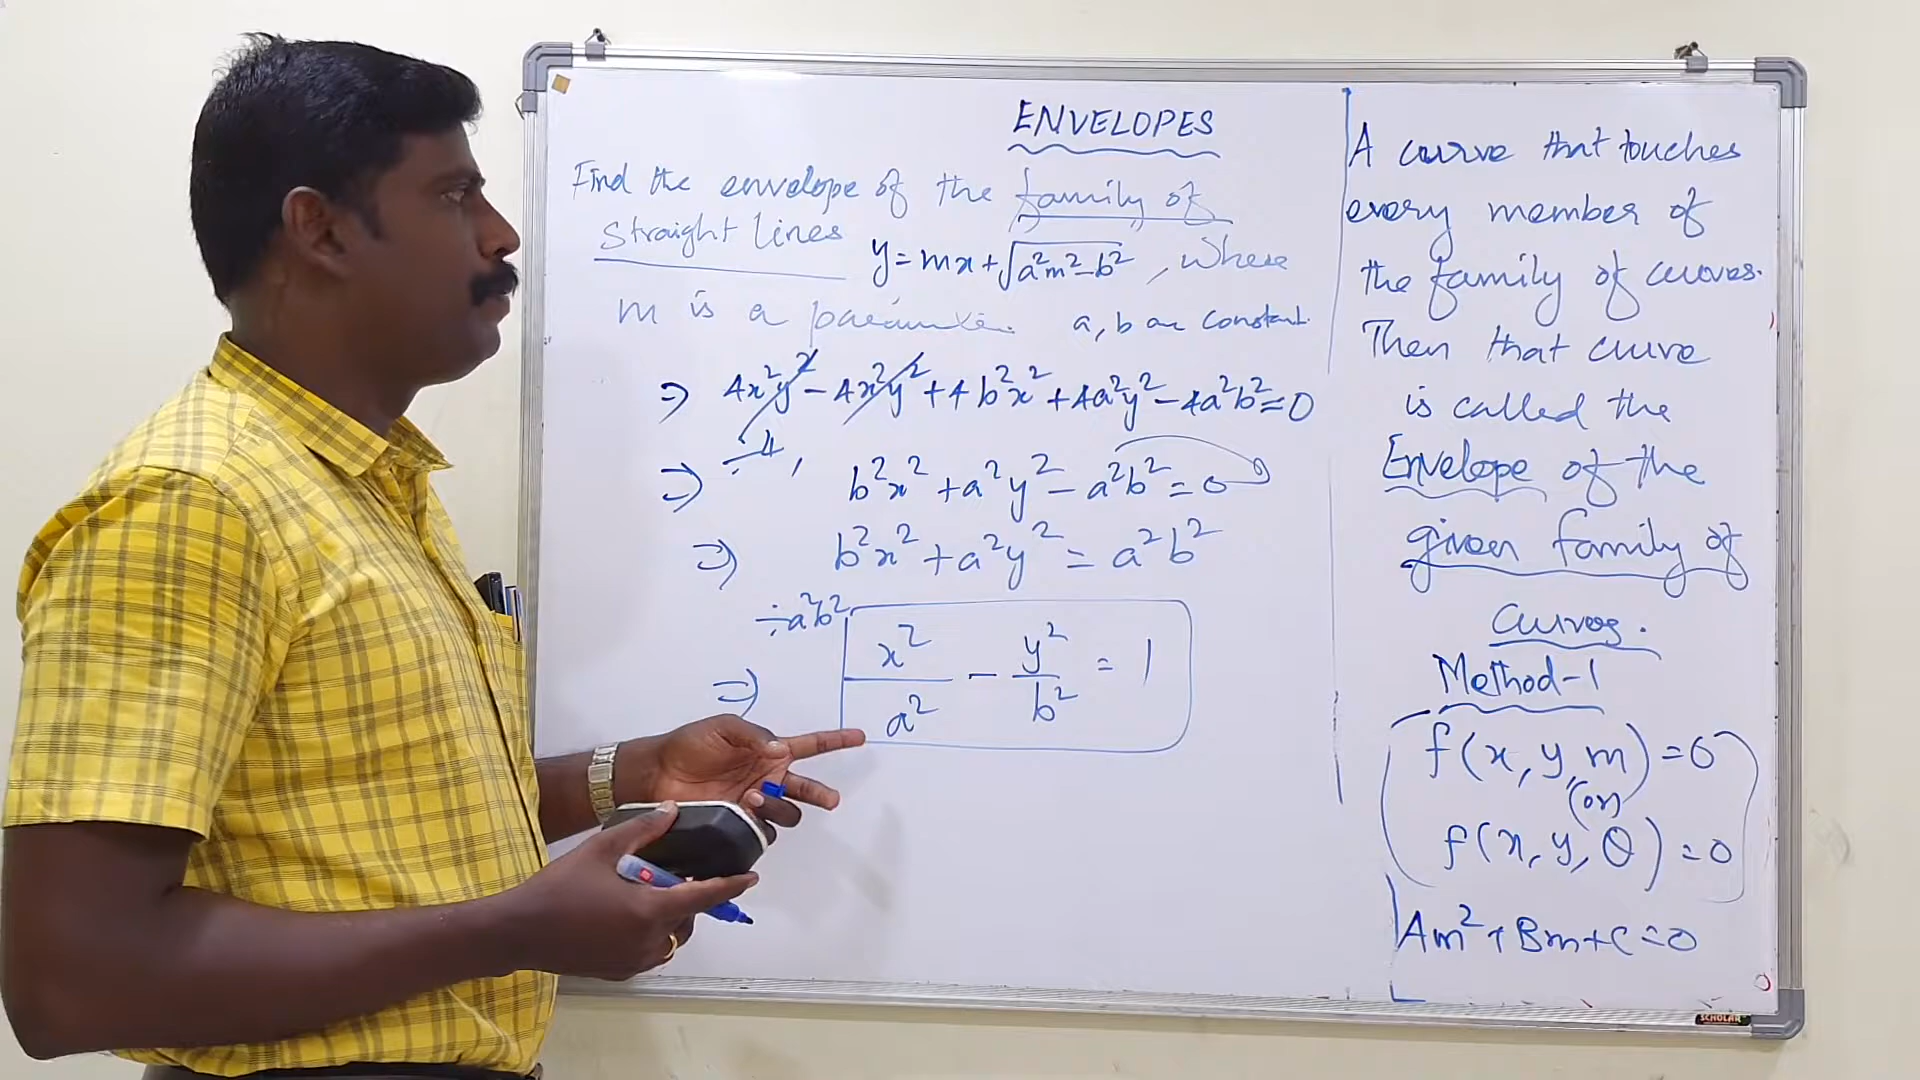 ENVELOPES
Find the envelope of the family of
straight lines y = mx + √(a²m² - b²), where
m is a parameter. a, b are constant.
⇒ 4x²y² - 4x²y² + 4b²x² + 4a²y² - 4a²b² = 0
⇒ ÷4, b²x² + a²y² - a²b² = 0
⇒ b²x² + a²y² = a²b²
÷a²b²
⇒ x²/a² - y²/b² = 1
A curve that touches
every member of
the family of curves.
Then that curve
is called the
Envelope of the
given family of
Curves.
Method-1
f(x, y, m) = 0
(or)
f(x, y, θ) = 0
Am² + Bm + C = 0
SCHOLAR